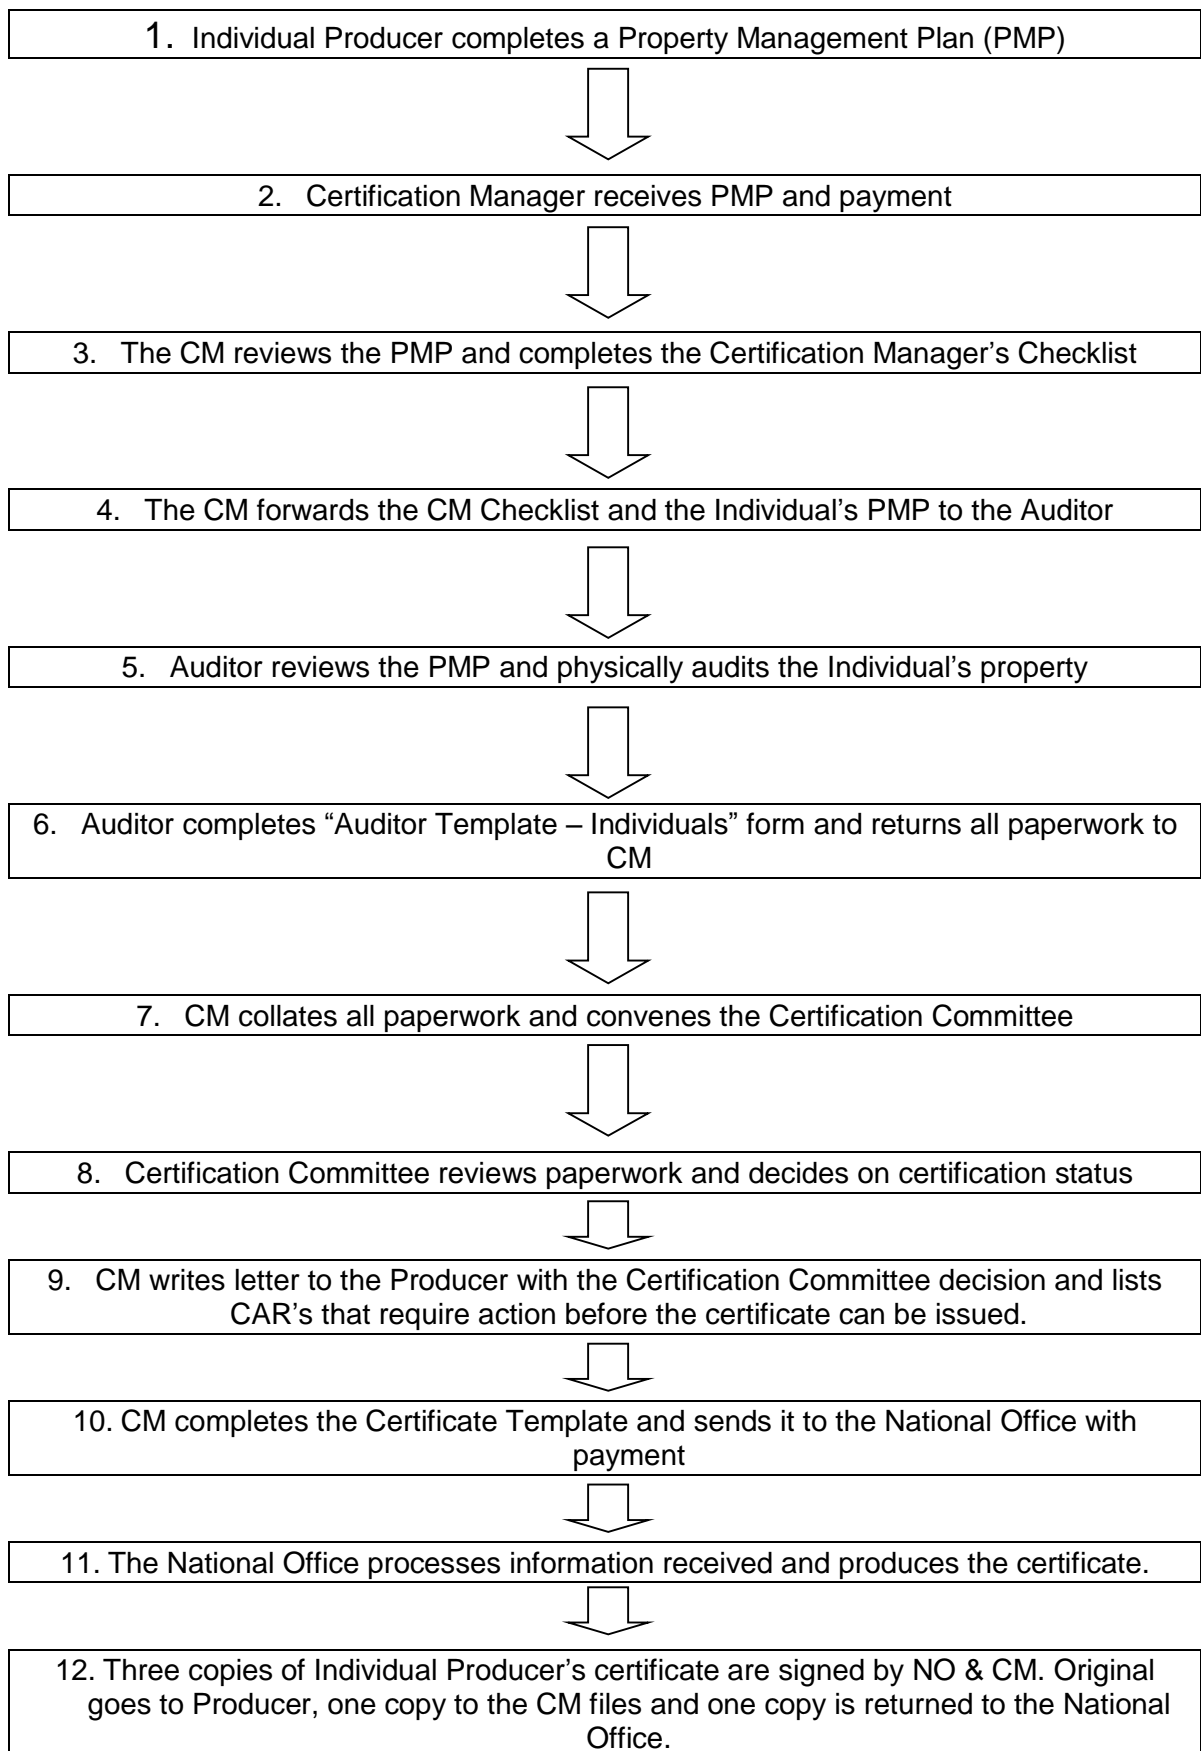 1. Individual Producer completes a Property Management Plan (PMP)
2. Certification Manager receives PMP and payment
3. The CM reviews the PMP and completes the Certification Manager’s Checklist
4. The CM forwards the CM Checklist and the Individual’s PMP to the Auditor
5. Auditor reviews the PMP and physically audits the Individual’s property
6. Auditor completes “Auditor Template – Individuals” form and returns all paperwork to
CM
7. CM collates all paperwork and convenes the Certification Committee
8. Certification Committee reviews paperwork and decides on certification status
9. CM writes letter to the Producer with the Certification Committee decision and lists
CAR’s that require action before the certificate can be issued.
10. CM completes the Certificate Template and sends it to the National Office with
payment
11. The National Office processes information received and produces the certificate.
12. Three copies of Individual Producer’s certificate are signed by NO & CM. Original
goes to Producer, one copy to the CM files and one copy is returned to the National
Office.